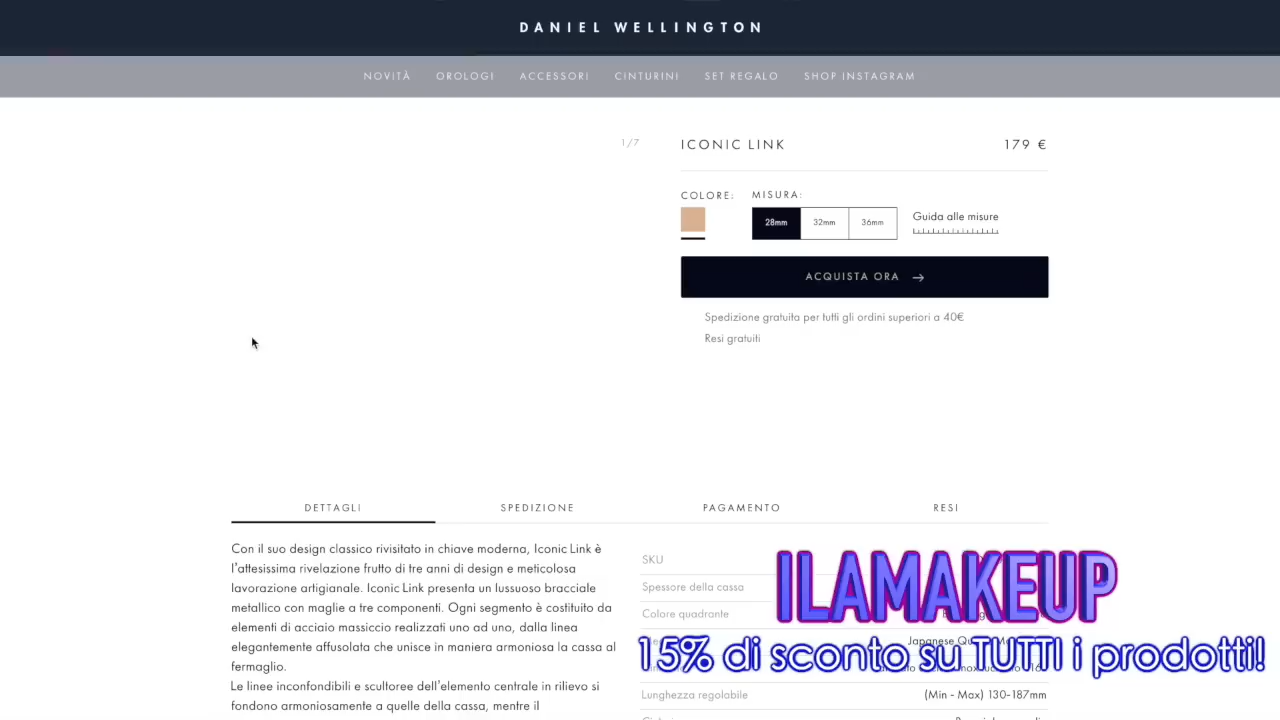 DANIEL WELLINGTON
NOVITÀ OROLOGI ACCESSORI CINTURINI SET REGALO SHOP INSTAGRAM
1/7
ICONIC LINK 179 €
COLORE: MISURA:
28mm 32mm 36mm Guida alle misure
ACQUISTA ORA →
Spedizione gratuita per tutti gli ordini superiori a 40€
Resi gratuiti
DETTAGLI SPEDIZIONE PAGAMENTO RESI
Con il suo design classico rivisitato in chiave moderna, Iconic Link è
l'attesissima rivelazione frutto di tre anni di design e meticolosa
lavorazione artigianale. Iconic Link presenta un lussuoso bracciale
metallico con maglie a tre componenti. Ogni segmento è costituito da
elementi di acciaio massiccio realizzati uno ad uno, dalla linea
elegantemente affusolata che unisce in maniera armoniosa la cassa al
fermaglio.
Le linee inconfondibili e scultoree dell'elemento centrale in rilievo si
fondono armoniosamente a quelle della cassa, mentre il
SKU
Spessore della cassa
Colore quadrante
Japanese
Lunghezza regolabile (Min - Max) 130-187mm
ILAMAKEUP
15% di sconto su TUTTI i prodotti!